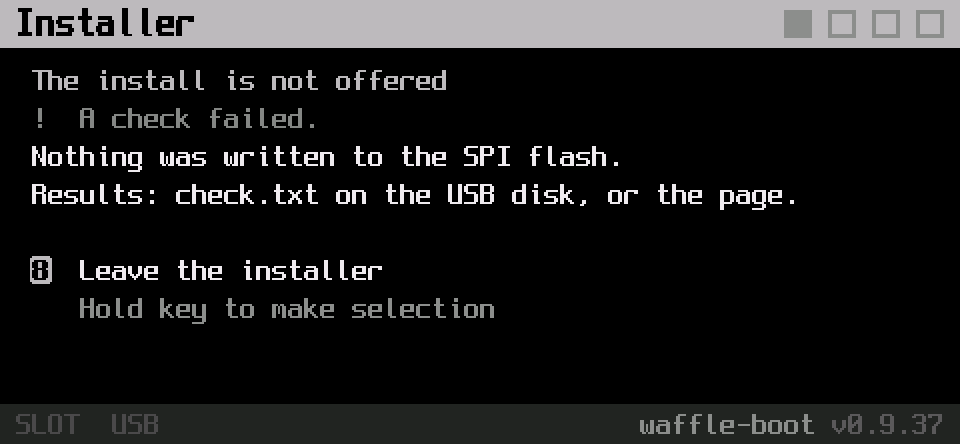 Installer
The install is not offered
! A check failed.
Nothing was written to the SPI flash.
Results: check.txt on the USB disk, or the page.
8 Leave the installer
Hold key to make selection
SLOT USB waffle-boot v0.9.37